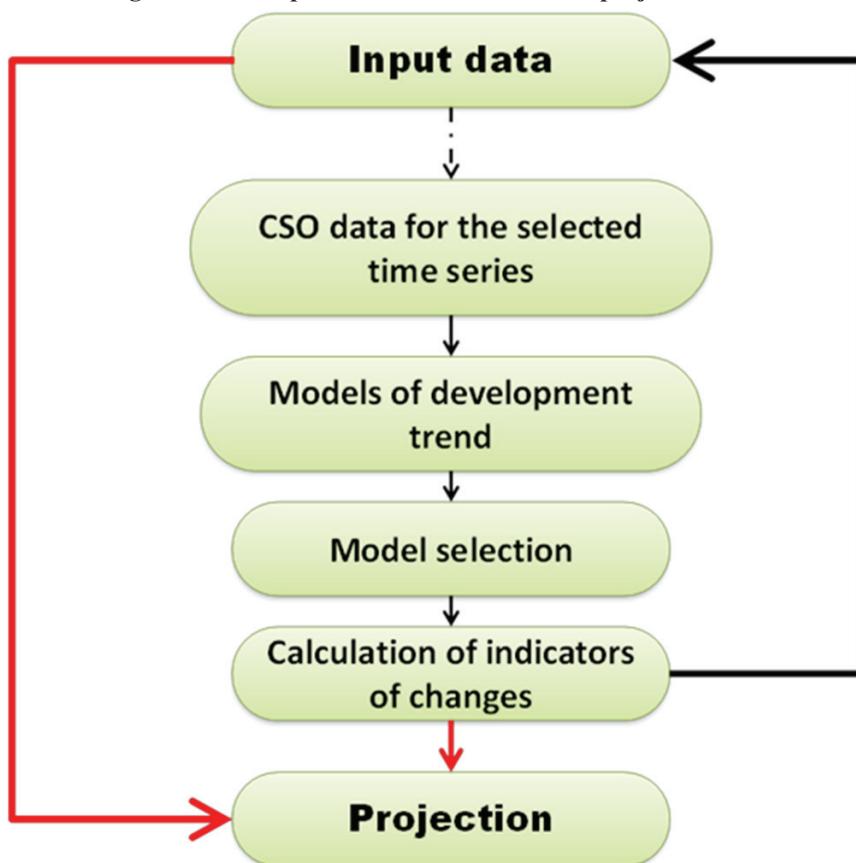 Input data
CSO data for the selected
time series
Models of development
trend
Model selection
Calculation of indicators
of changes
Projection